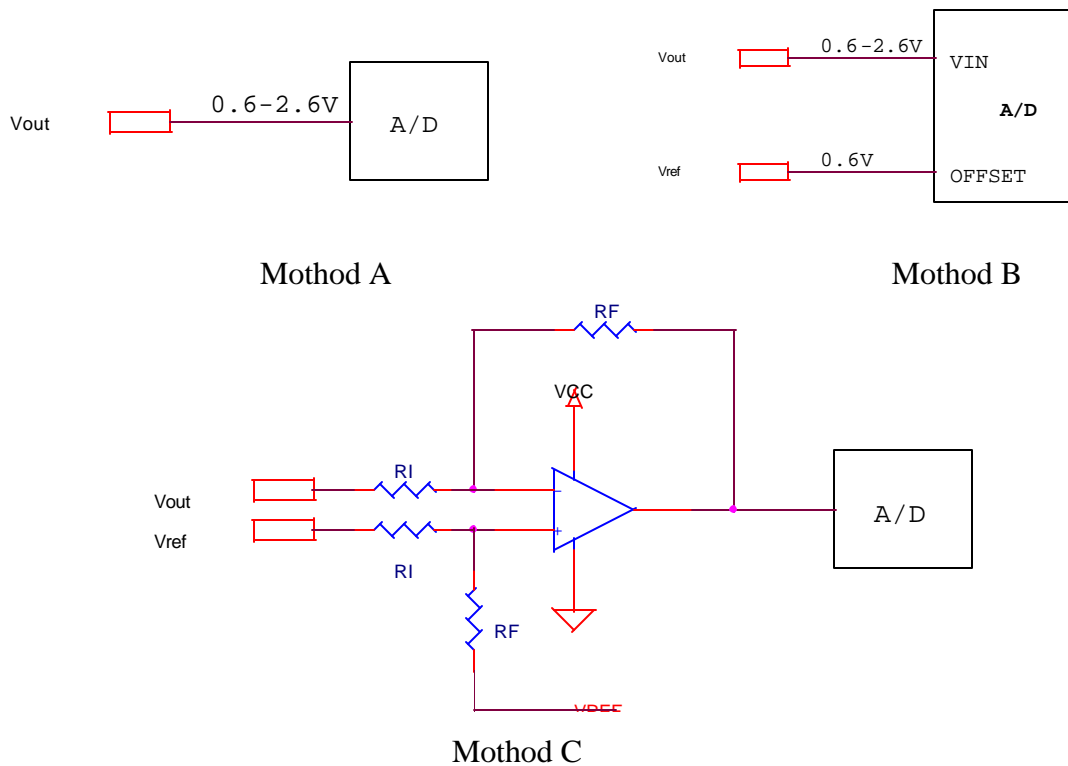 Vout
0.6-2.6V
A/D
Vout
0.6-2.6V
VIN
A/D
Vref
0.6V
OFFSET
Mothod A
Mothod B
RF
VCC
RI
Vout
-
A/D
Vref
+
RI
RF
VREF
Mothod C